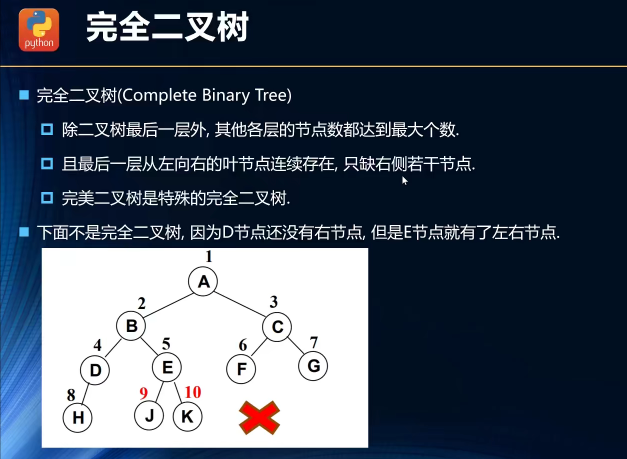 python
完全二叉树
完全二叉树(Complete Binary Tree)
除二叉树最后一层外, 其他各层的节点数都达到最大个数.
且最后一层从左向右的叶节点连续存在, 只缺右侧若干节点.
完美二叉树是特殊的完全二叉树.
下面不是完全二叉树, 因为D节点还没有右节点, 但是E节点就有了左右节点.
1
A
2 3
B C
4 5 6 7
D E F G
8 9 10
H J K